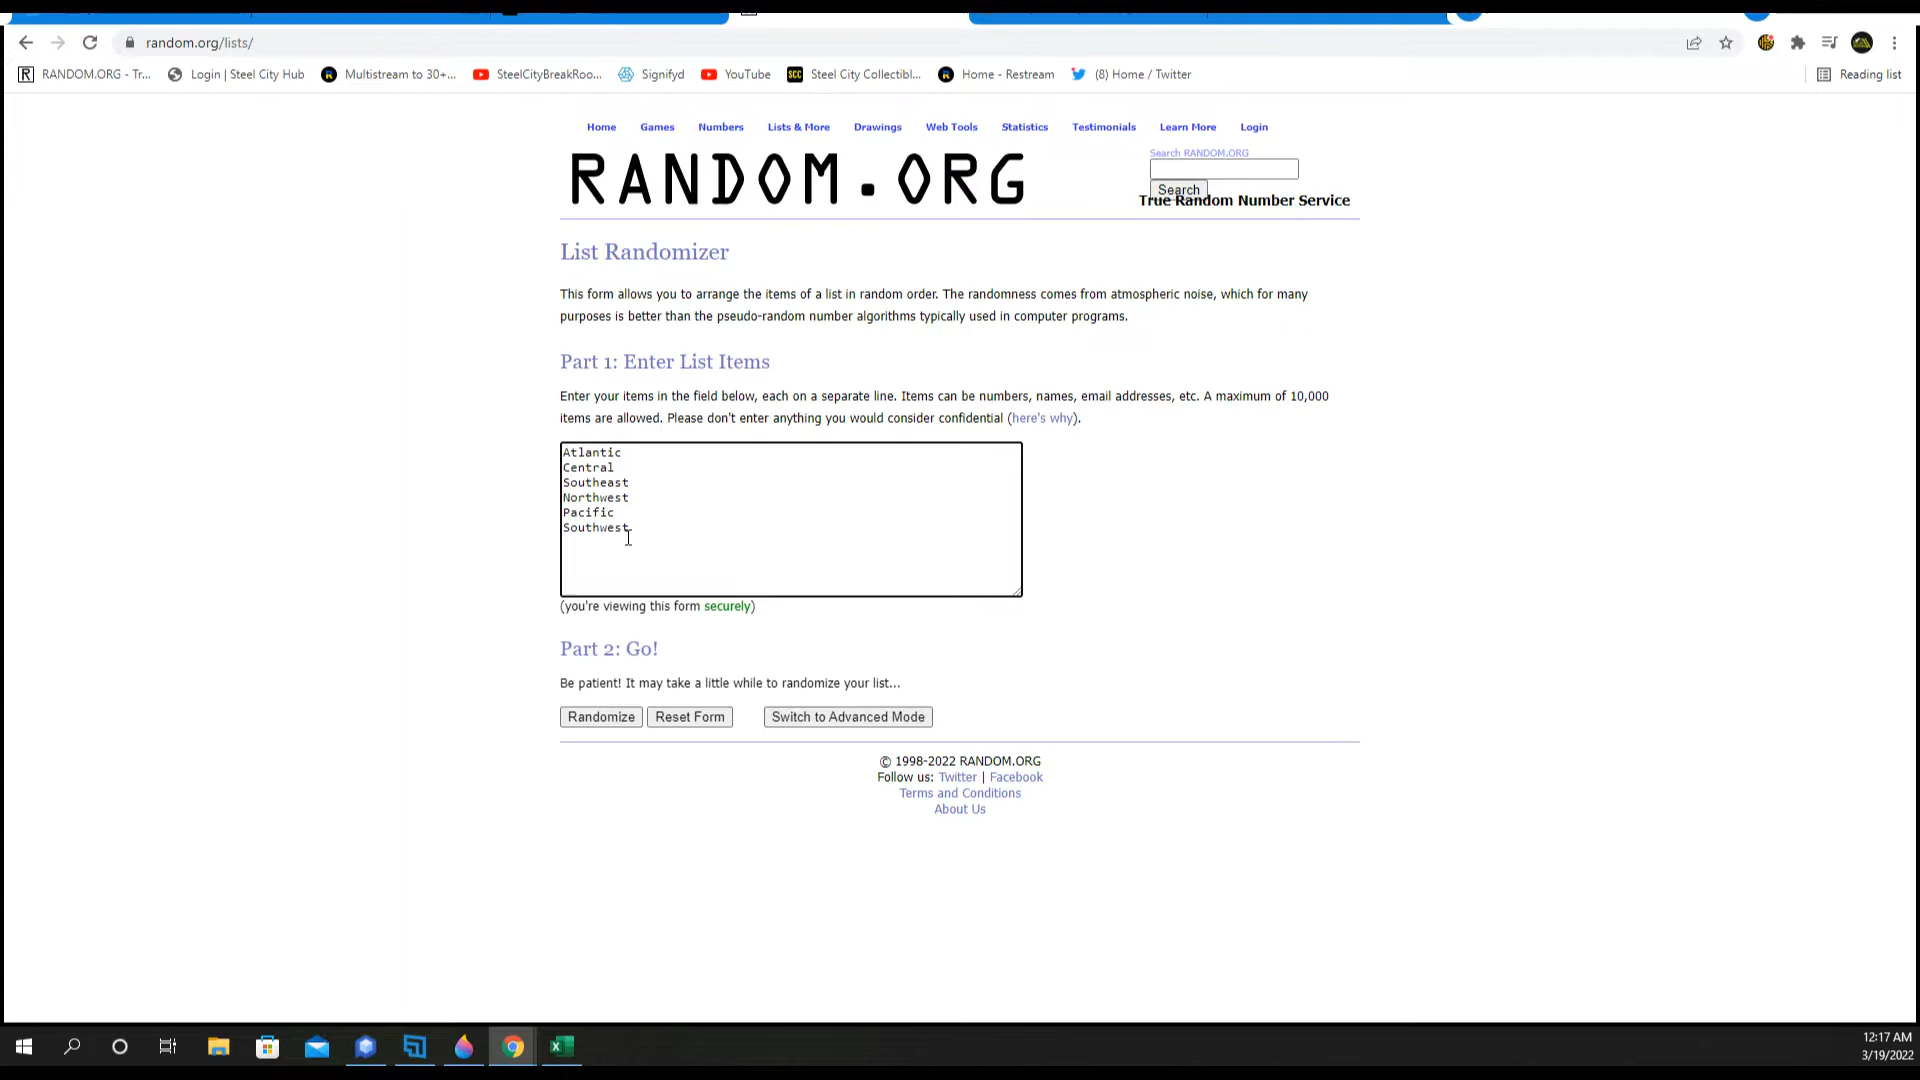 random.org/lists/
RANDOM.ORG - Tr...
Login | Steel City Hub
Multistream to 30+...
SteelCityBreakRoo...
Signifyd
YouTube
SCC
Steel City Collectibl...
Home - Restream
(8) Home / Twitter
Reading list
Home Games Numbers Lists & More Drawings Web Tools Statistics Testimonials Learn More Login
RANDOM.ORG
Search RANDOM.ORG
Search
True Random Number Service
List Randomizer
This form allows you to arrange the items of a list in random order. The randomness comes from atmospheric noise, which for many
purposes is better than the pseudo-random number algorithms typically used in computer programs.
Part 1: Enter List Items
Enter your items in the field below, each on a separate line. Items can be numbers, names, email addresses, etc. A maximum of 10,000
items are allowed. Please don't enter anything you would consider confidential (here's why).
Atlantic
Central
Southeast
Northwest
Pacific
Southwest
(you're viewing this form securely)
Part 2: Go!
Be patient! It may take a little while to randomize your list...
Randomize Reset Form Switch to Advanced Mode
© 1998-2022 RANDOM.ORG
Follow us: Twitter | Facebook
Terms and Conditions
About Us
12:17 AM
3/19/2022